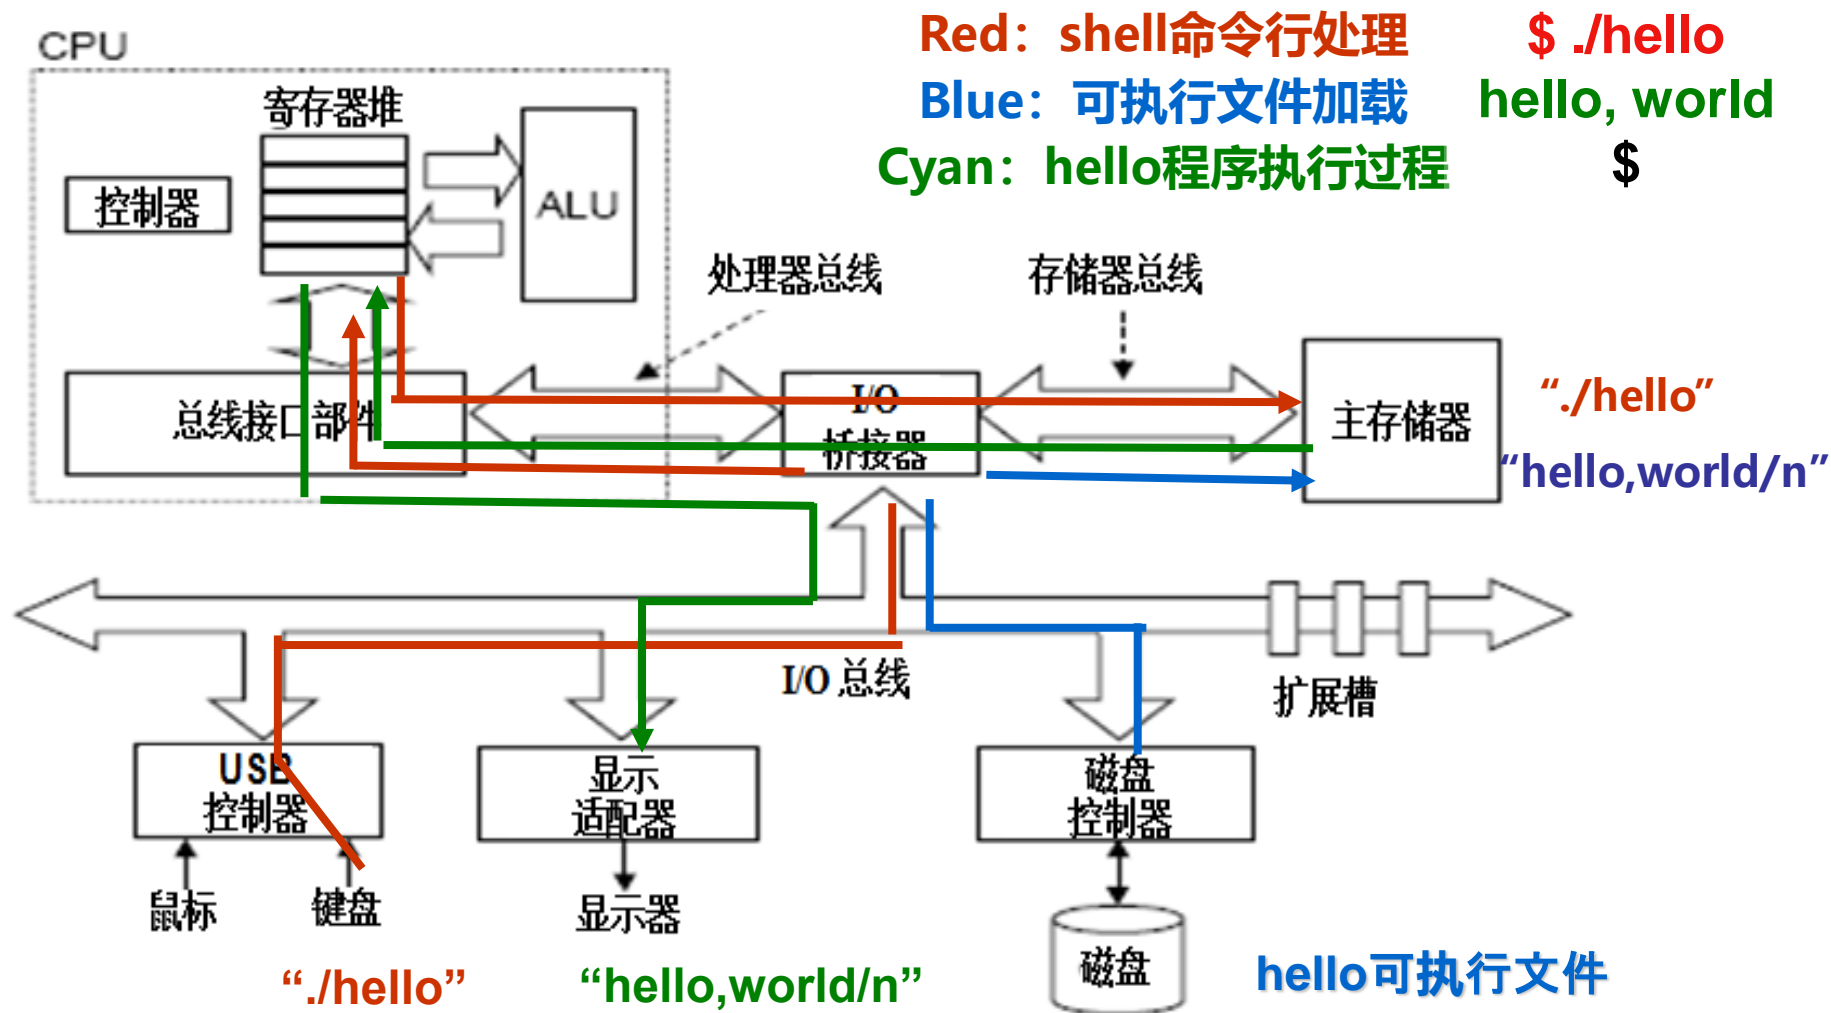 CPU
Red：shell命令行处理
$ ./hello
Blue：可执行文件加载
hello, world
Cyan：hello程序执行过程
$
寄存器堆
控制器
ALU
处理器总线
存储器总线
总线接口部件
I/O
桥接器
主存储器
“./hello”
“hello,world/n”
I/O 总线
扩展槽
USB
控制器
显示
适配器
磁盘
控制器
鼠标
键盘
显示器
磁盘
“./hello”
“hello,world/n”
hello可执行文件